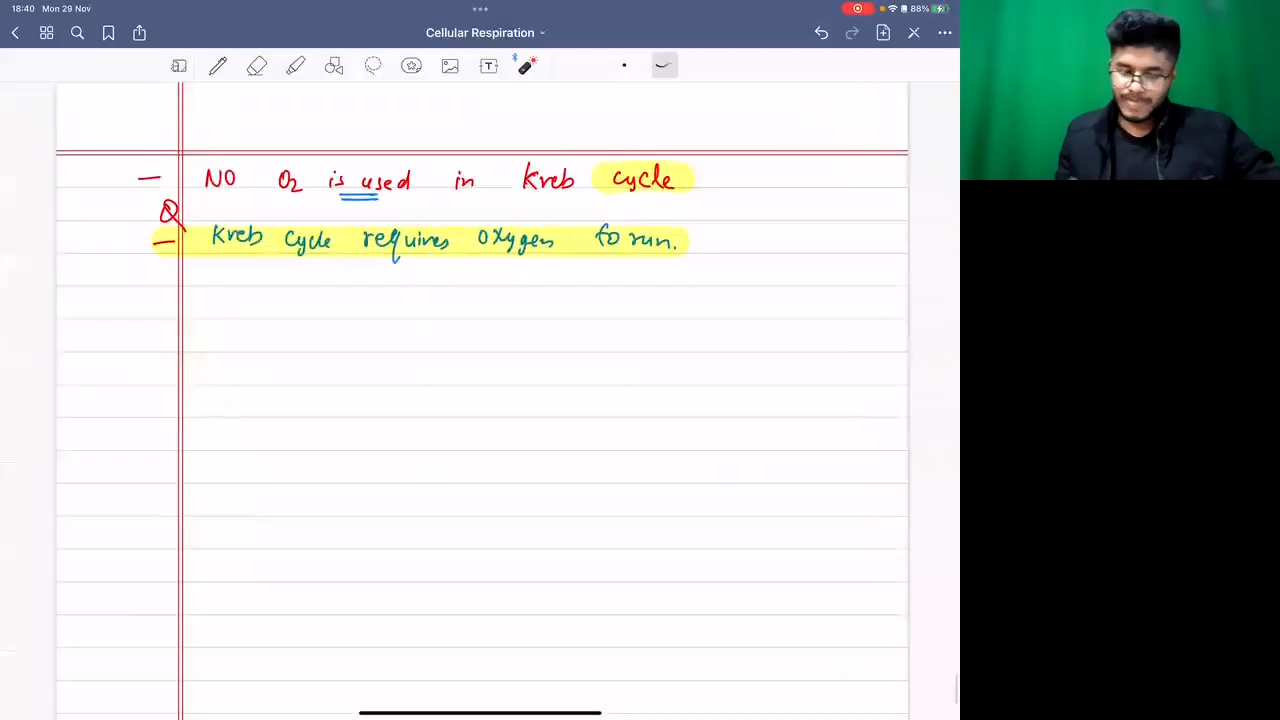 18:40 Mon 29 Nov
88%
Cellular Respiration
T
— NO O2 is used in Kreb cycle
Q
— Kreb cycle requires oxygen to run.